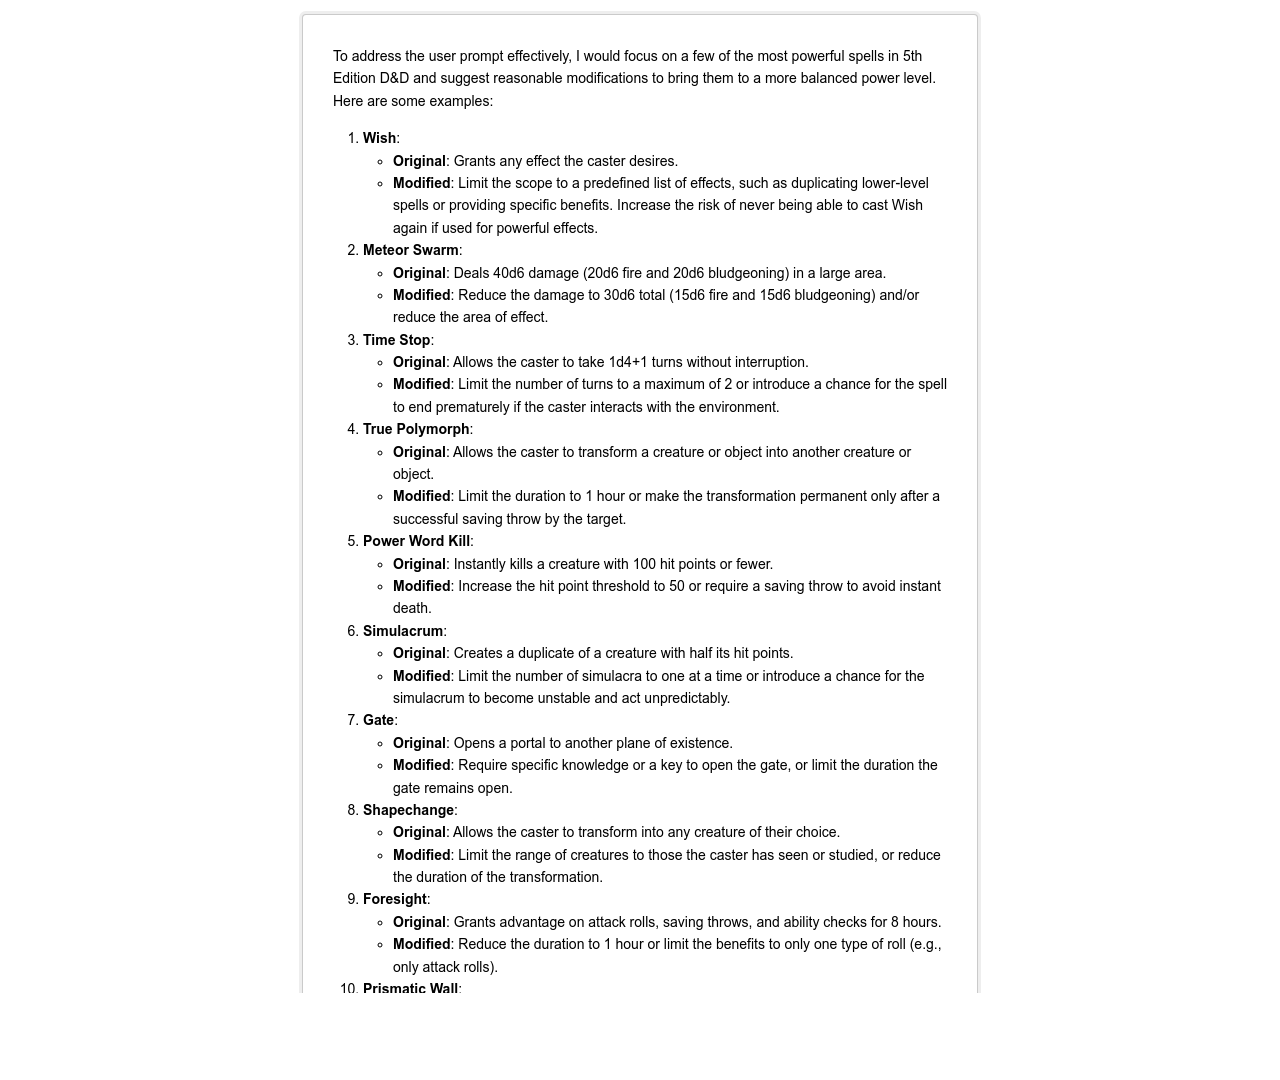 To address the user prompt effectively, I would focus on a few of the most powerful spells in 5th
Edition D&D and suggest reasonable modifications to bring them to a more balanced power level.
Here are some examples:
1. Wish:
◦ Original: Grants any effect the caster desires.
◦ Modified: Limit the scope to a predefined list of effects, such as duplicating lower-level
spells or providing specific benefits. Increase the risk of never being able to cast Wish
again if used for powerful effects.
2. Meteor Swarm:
◦ Original: Deals 40d6 damage (20d6 fire and 20d6 bludgeoning) in a large area.
◦ Modified: Reduce the damage to 30d6 total (15d6 fire and 15d6 bludgeoning) and/or
reduce the area of effect.
3. Time Stop:
◦ Original: Allows the caster to take 1d4+1 turns without interruption.
◦ Modified: Limit the number of turns to a maximum of 2 or introduce a chance for the spell
to end prematurely if the caster interacts with the environment.
4. True Polymorph:
◦ Original: Allows the caster to transform a creature or object into another creature or
object.
◦ Modified: Limit the duration to 1 hour or make the transformation permanent only after a
successful saving throw by the target.
5. Power Word Kill:
◦ Original: Instantly kills a creature with 100 hit points or fewer.
◦ Modified: Increase the hit point threshold to 50 or require a saving throw to avoid instant
death.
6. Simulacrum:
◦ Original: Creates a duplicate of a creature with half its hit points.
◦ Modified: Limit the number of simulacra to one at a time or introduce a chance for the
simulacrum to become unstable and act unpredictably.
7. Gate:
◦ Original: Opens a portal to another plane of existence.
◦ Modified: Require specific knowledge or a key to open the gate, or limit the duration the
gate remains open.
8. Shapechange:
◦ Original: Allows the caster to transform into any creature of their choice.
◦ Modified: Limit the range of creatures to those the caster has seen or studied, or reduce
the duration of the transformation.
9. Foresight:
◦ Original: Grants advantage on attack rolls, saving throws, and ability checks for 8 hours.
◦ Modified: Reduce the duration to 1 hour or limit the benefits to only one type of roll (e.g.,
only attack rolls).
10. Prismatic Wall: